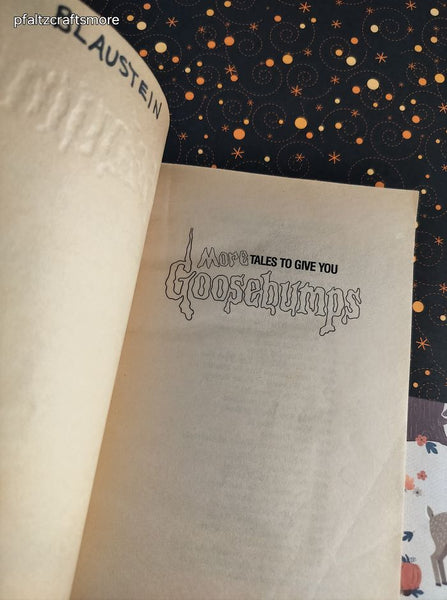 pfaltzcraftsmore
BLAUSTEIN
More TALES TO GIVE YOU
Goosebumps